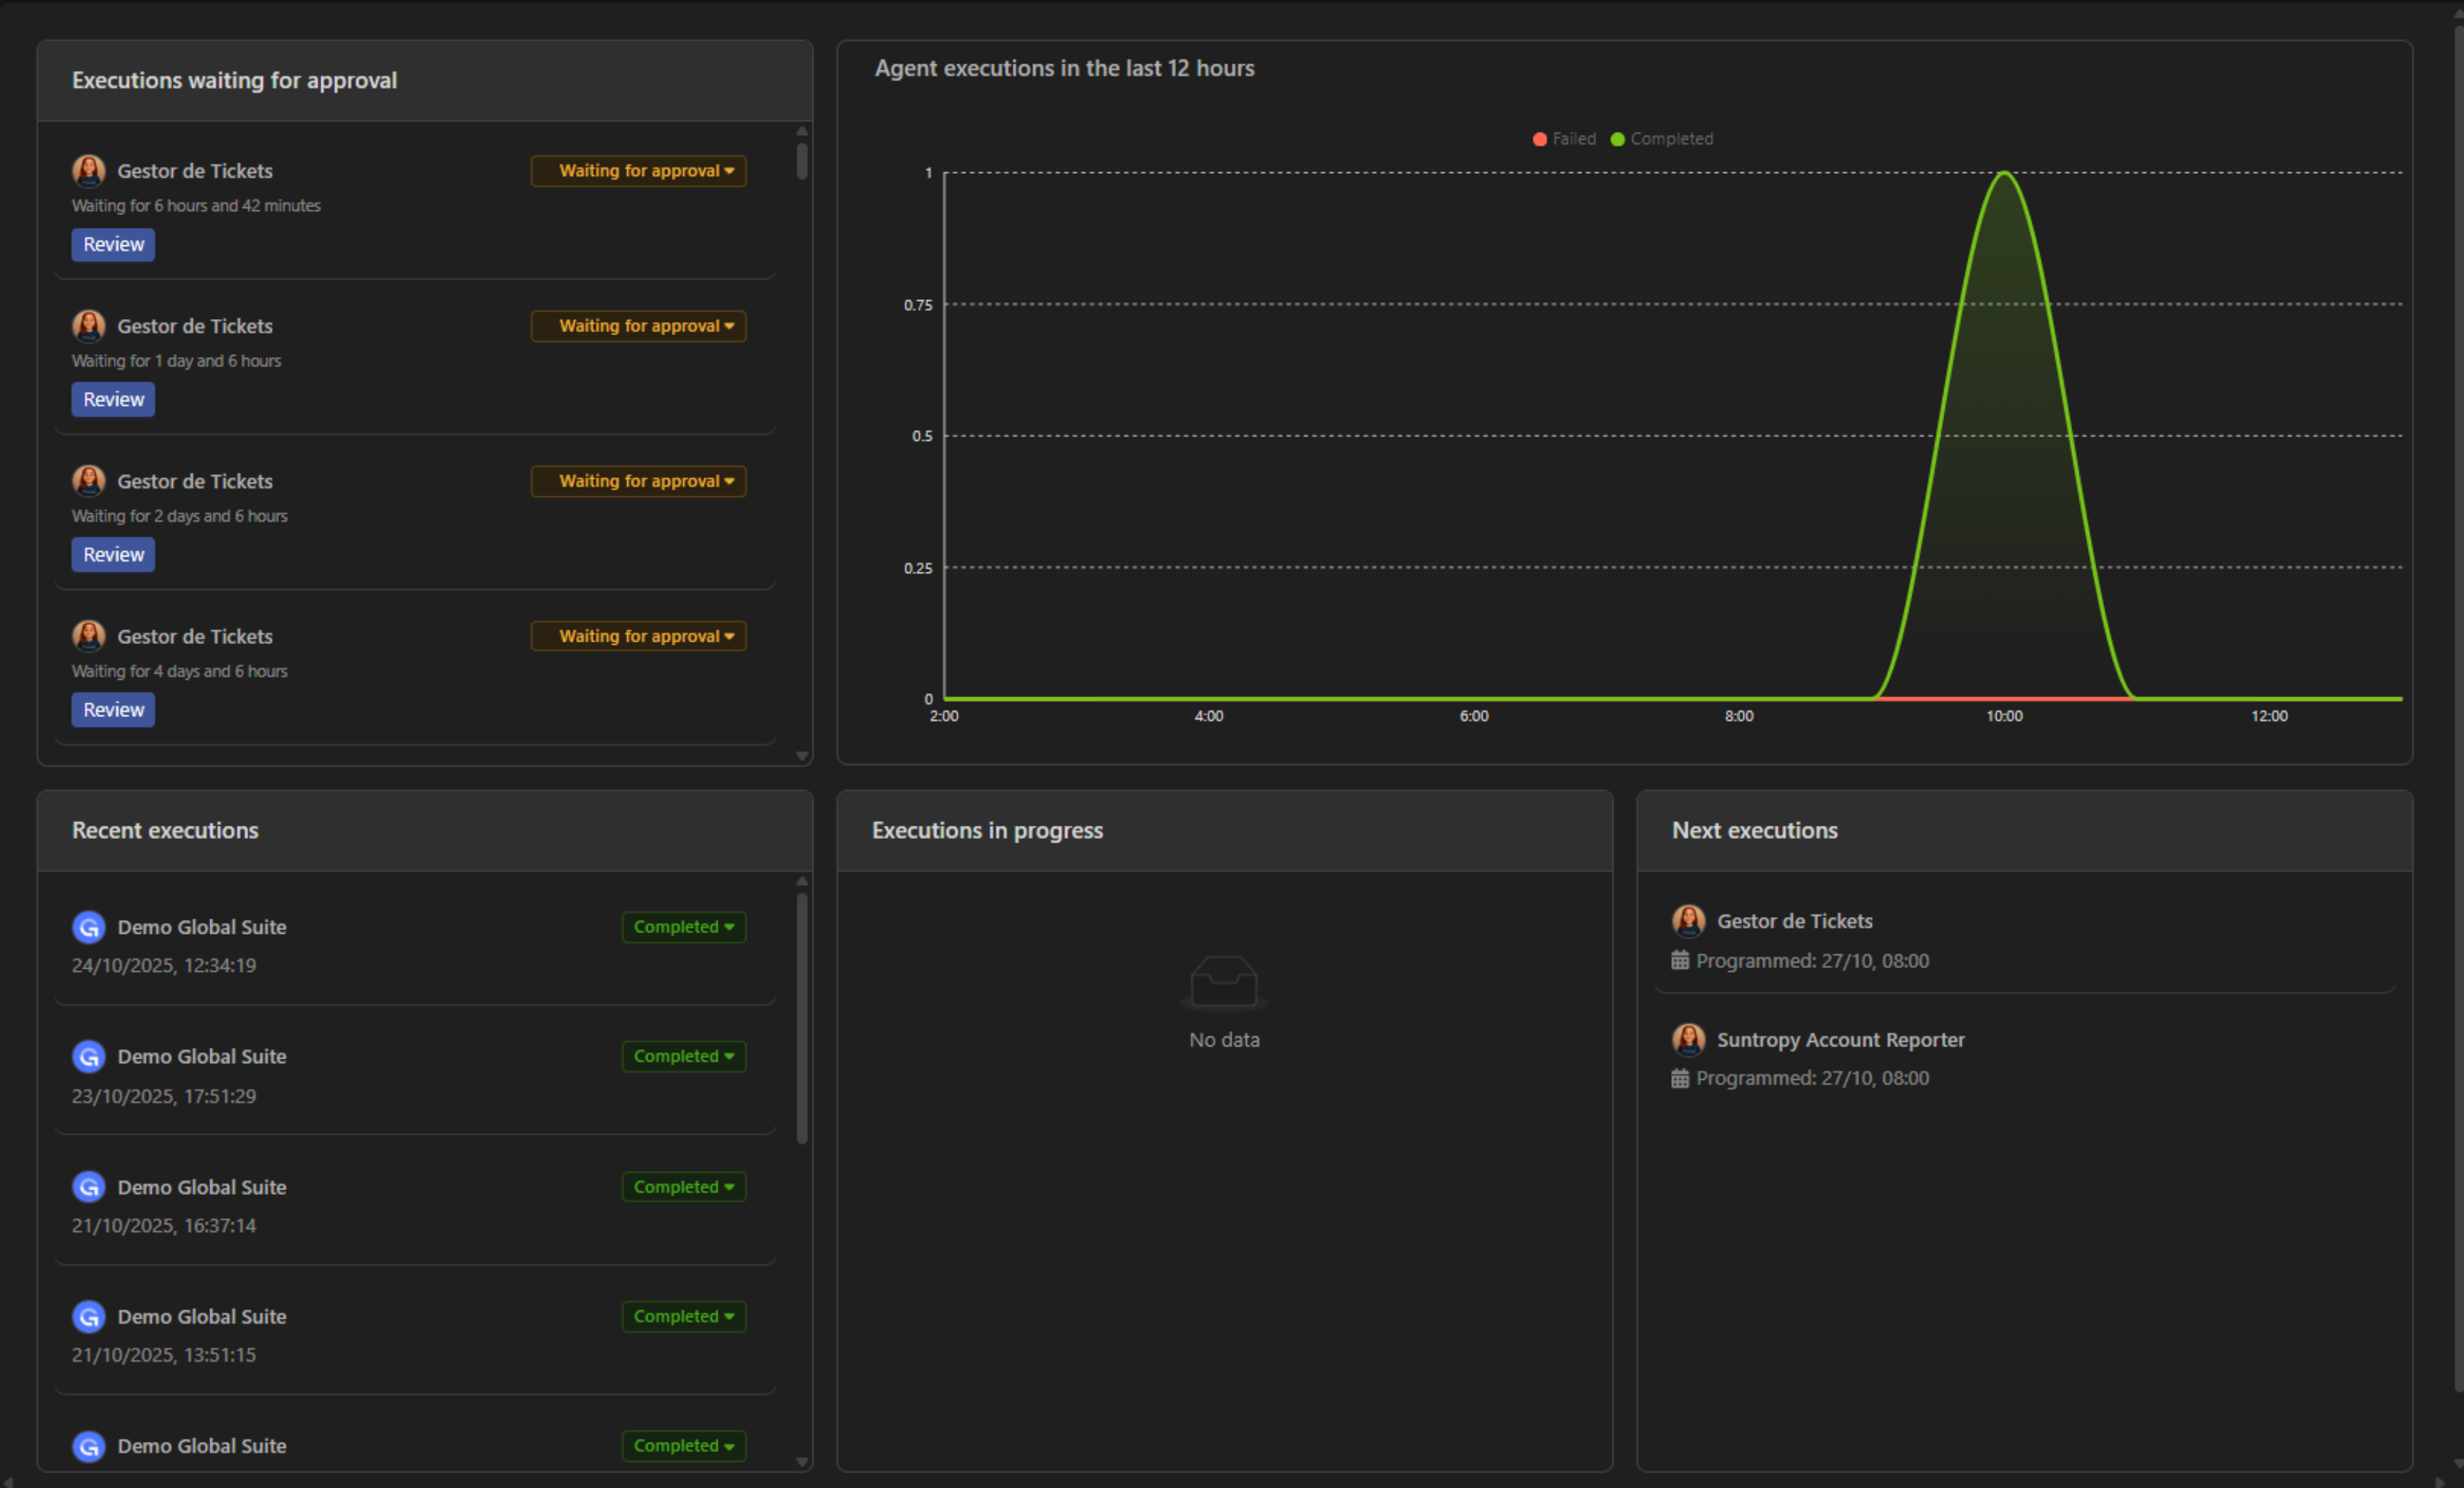 Executions waiting for approval
Gestor de Tickets
Waiting for approval
Waiting for 6 hours and 42 minutes
Review
Gestor de Tickets
Waiting for approval
Waiting for 1 day and 6 hours
Review
Gestor de Tickets
Waiting for approval
Waiting for 2 days and 6 hours
Review
Gestor de Tickets
Waiting for approval
Waiting for 4 days and 6 hours
Review
Agent executions in the last 12 hours
Failed Completed
1
0.75
0.5
0.25
0
2:00 4:00 6:00 8:00 10:00 12:00
Recent executions
Demo Global Suite
Completed
24/10/2025, 12:34:19
Demo Global Suite
Completed
23/10/2025, 17:51:29
Demo Global Suite
Completed
21/10/2025, 16:37:14
Demo Global Suite
Completed
21/10/2025, 13:51:15
Demo Global Suite
Completed
Executions in progress
No data
Next executions
Gestor de Tickets
Programmed: 27/10, 08:00
Suntropy Account Reporter
Programmed: 27/10, 08:00